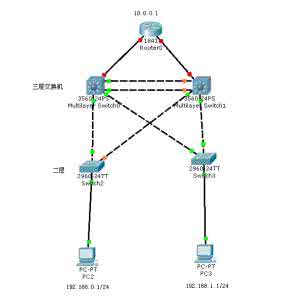 10.0.0.1
1841
Router0
三层交换机
3560-24PS
Multilayer Switch0
3560-24PS
Multilayer Switch1
二层
2960-24TT
Switch2
2960-24TT
Switch3
PC-PT
PC2
PC-PT
PC3
192.168.0.1/24
192.168.1.1/24